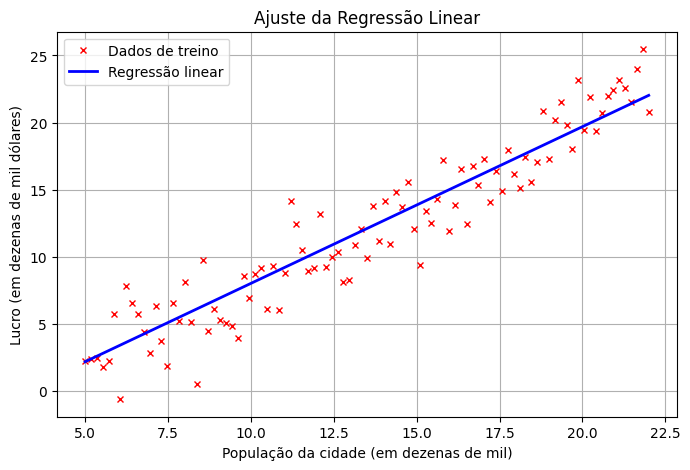 Ajuste da Regressão Linear
Dados de treino
Regressão linear
Lucro (em dezenas de mil dólares)
25
20
15
10
5
0
5.0 7.5 10.0 12.5 15.0 17.5 20.0 22.5
População da cidade (em dezenas de mil)